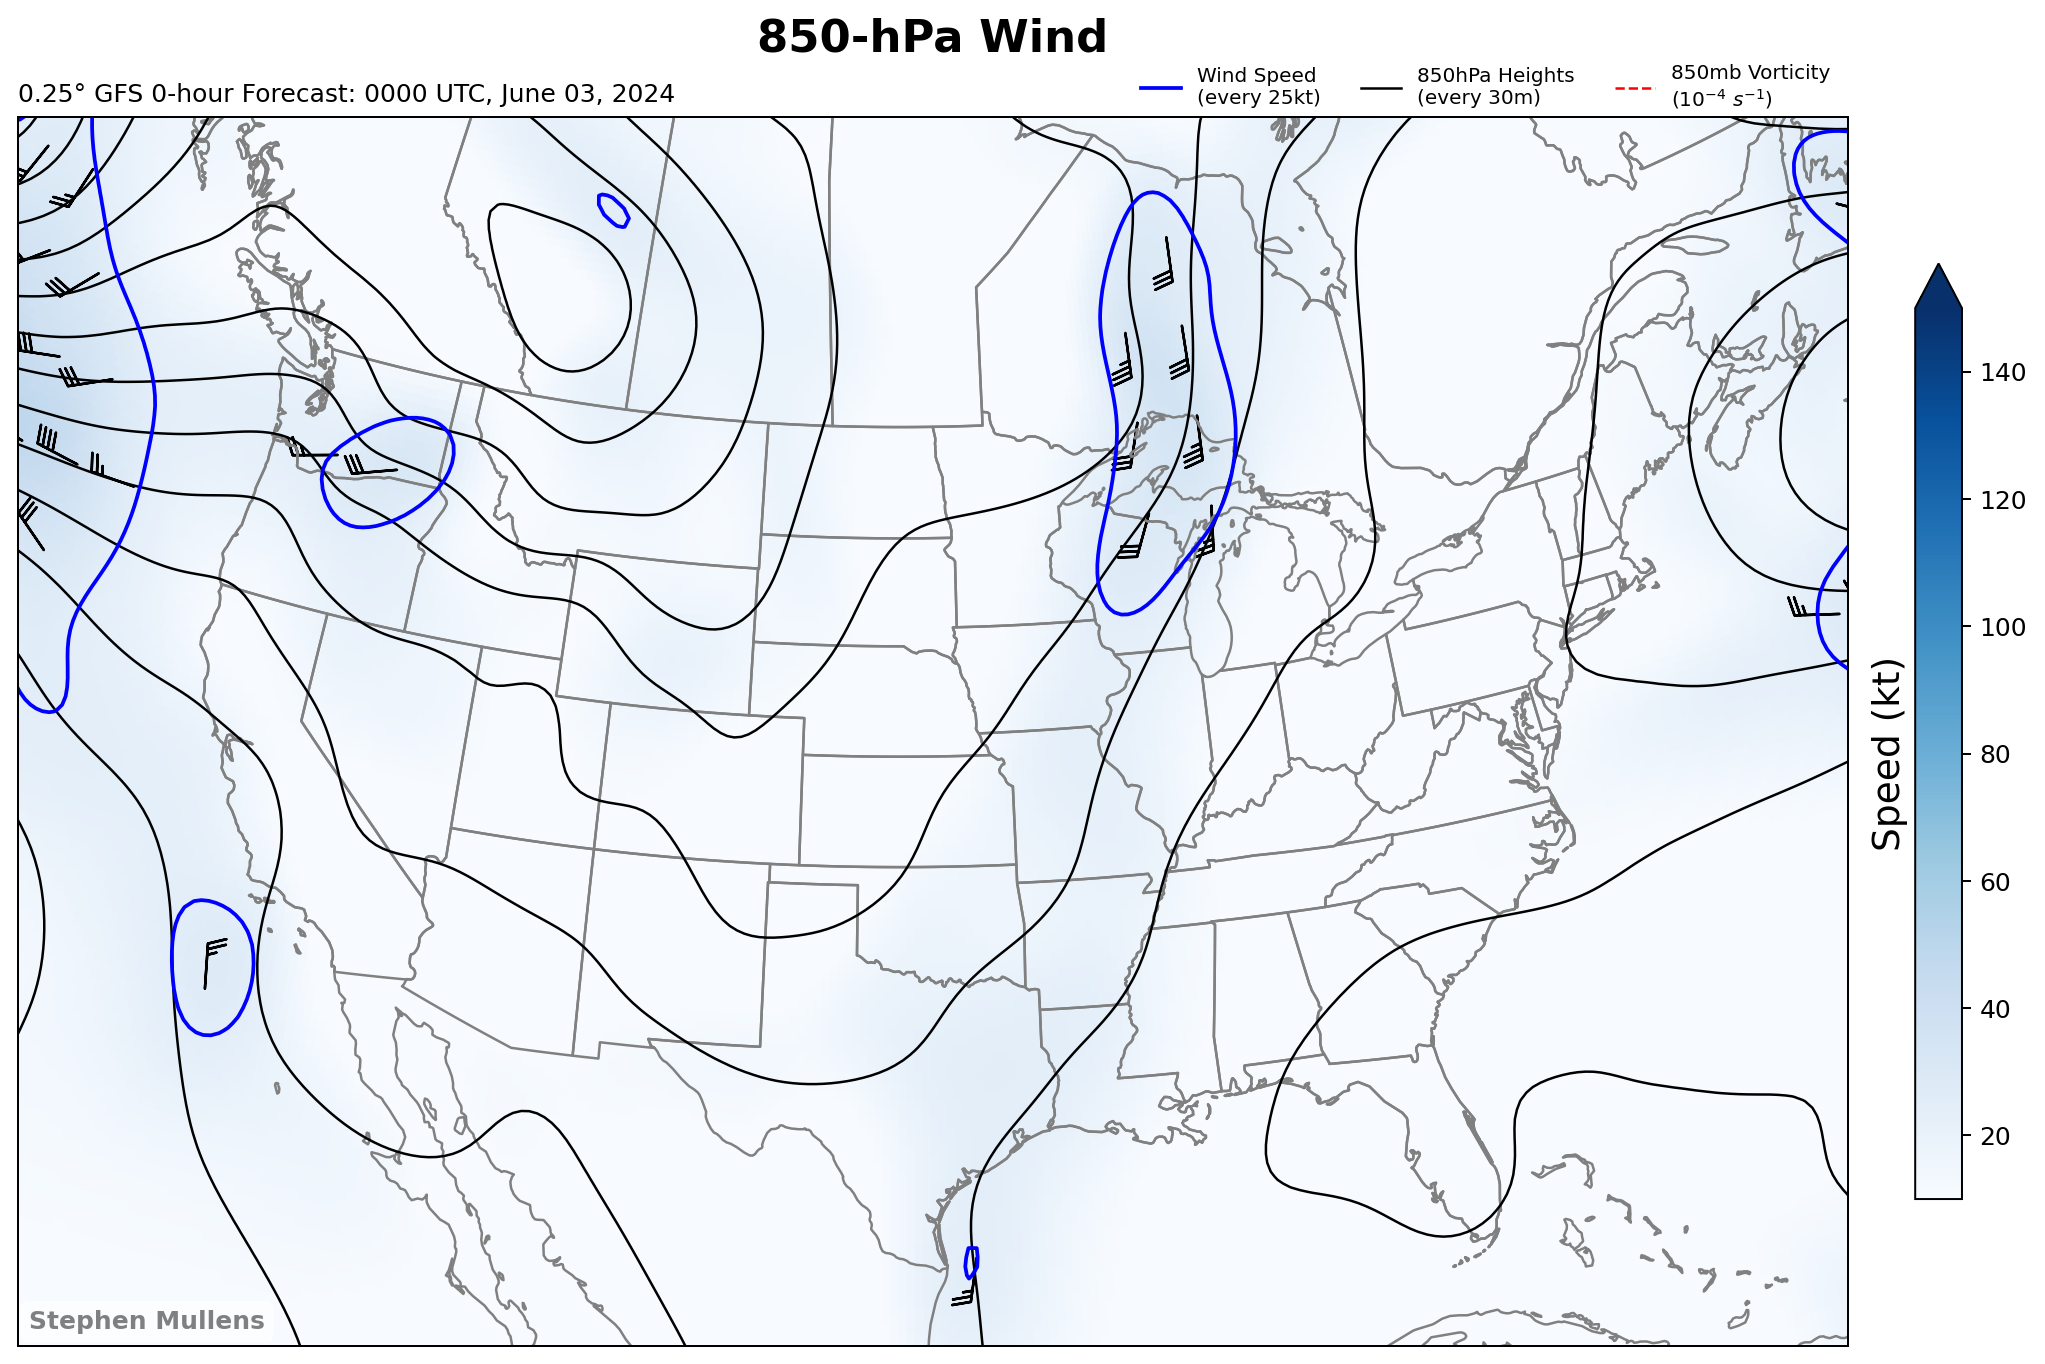 850-hPa Wind
0.25° GFS 0-hour Forecast: 0000 UTC, June 03, 2024
Wind Speed
(every 25kt)
850hPa Heights
(every 30m)
850mb Vorticity
(10⁻⁴ s⁻¹)
140
120
100
80
60
40
20
Speed (kt)
Stephen Mullens